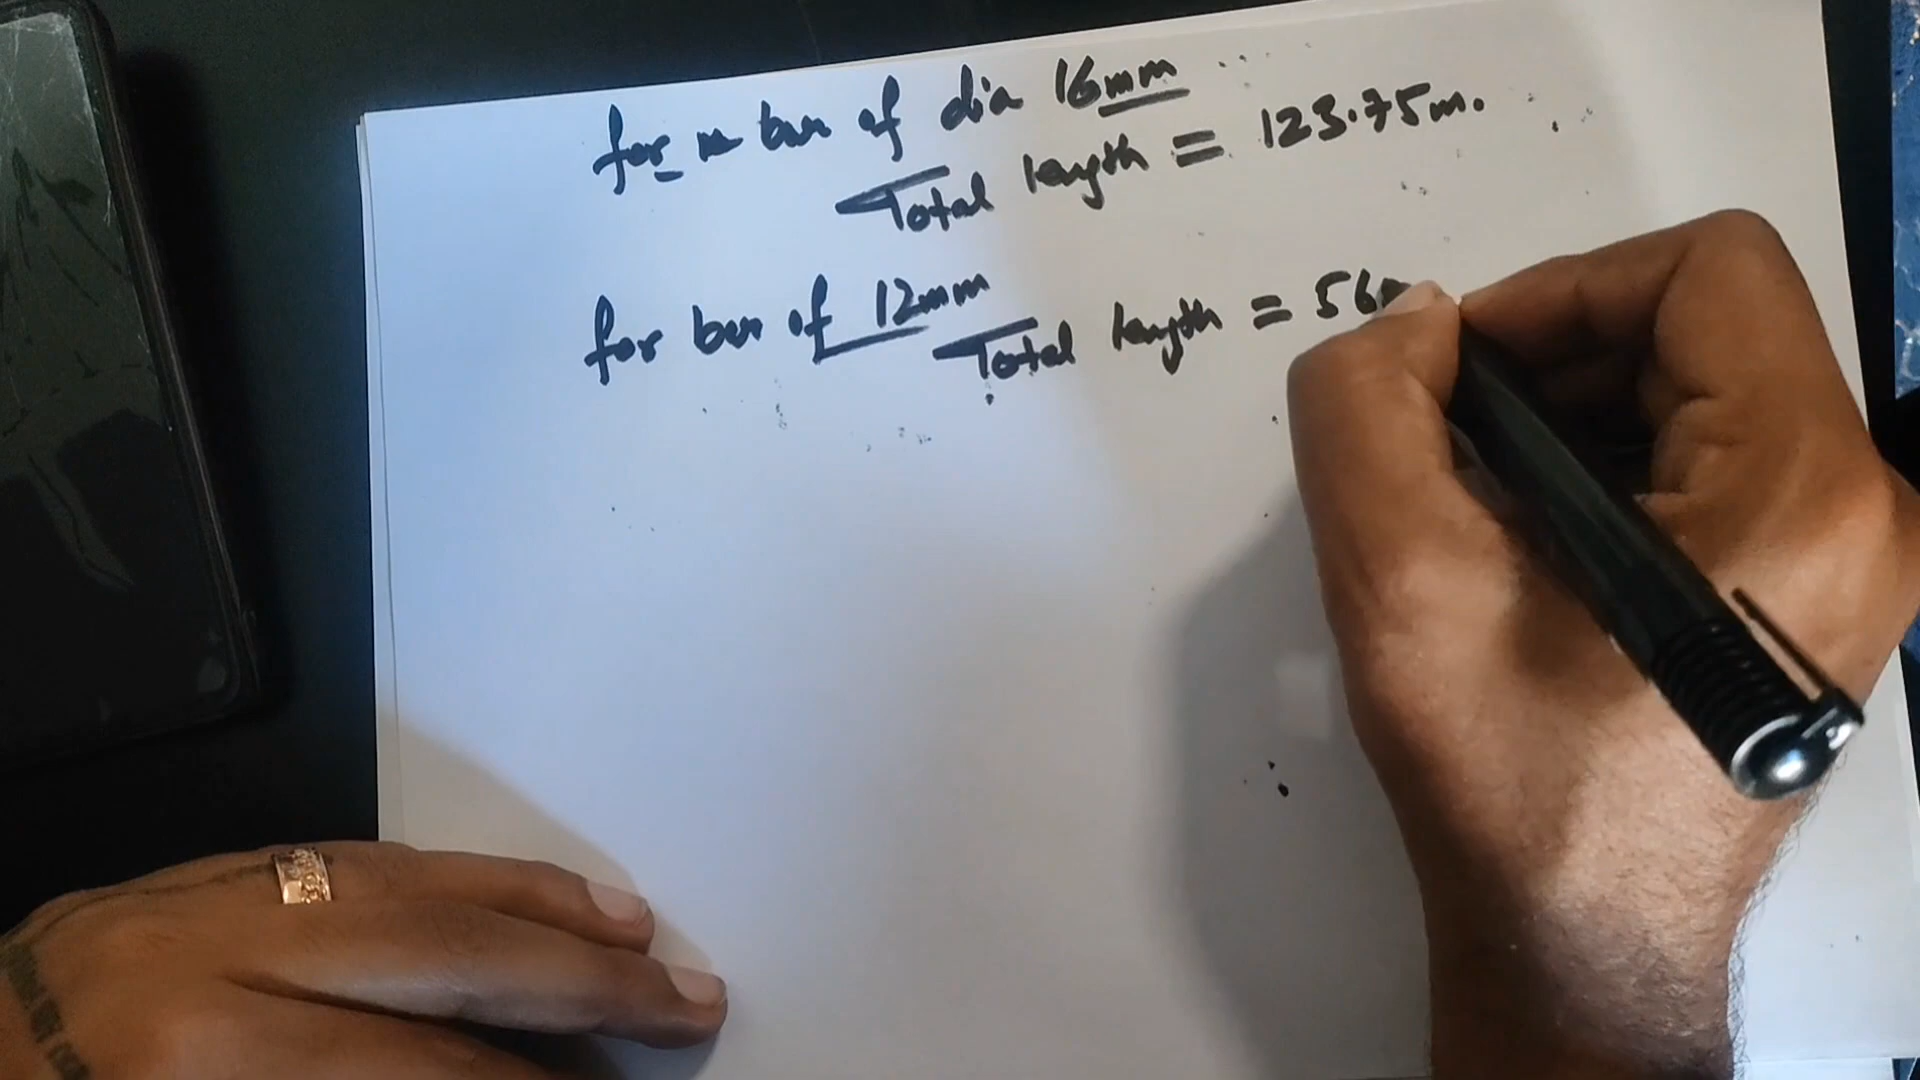 for bar of dia 16mm
Total length = 123.75m.
for bar of 12mm
Total length = 56